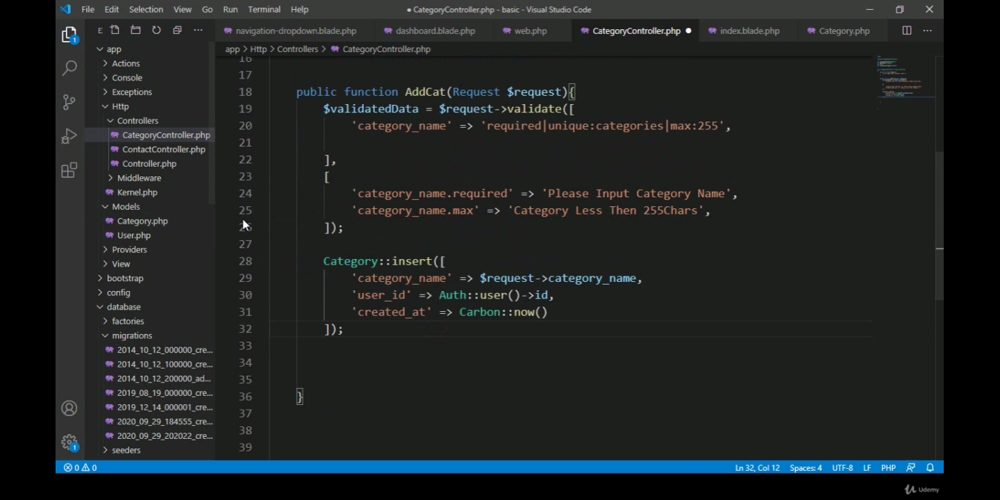 File Edit Selection View Go Run Terminal Help
● CategoryController.php - basic - Visual Studio Code
E
navigation-dropdown.blade.php
dashboard.blade.php
web.php
CategoryController.php ●
index.blade.php
Category.php
app > Http > Controllers > CategoryController.php
app
Actions
Console
Exceptions
Http
Controllers
CategoryController.php
ContactController.php
Controller.php
Middleware
Kernel.php
Models
Category.php
User.php
Providers
View
bootstrap
config
database
factories
migrations
2014_10_12_000000_cre...
2014_10_12_100000_cre...
2014_10_12_200000_ad...
2019_08_19_000000_cre...
2019_12_14_000001_cre...
2020_09_29_184555_cre...
2020_09_29_202022_cre...
seeders
1
1
16
17
18 public function AddCat(Request $request){
19 $validatedData = $request->validate([
20 'category_name' => 'required|unique:categories|max:255',
21
22 ],
23 [
24 'category_name.required' => 'Please Input Category Name',
25 'category_name.max' => 'Category Less Then 255Chars',
26 ]);
27
28 Category::insert([
29 'category_name' => $request->category_name,
30 'user_id' => Auth::user()->id,
31 'created_at' => Carbon::now()
32 ]);
33
34
35
36 }
37
38
39
0 0
Ln 32, Col 12 Spaces: 4 UTF-8 LF PHP
Udemy